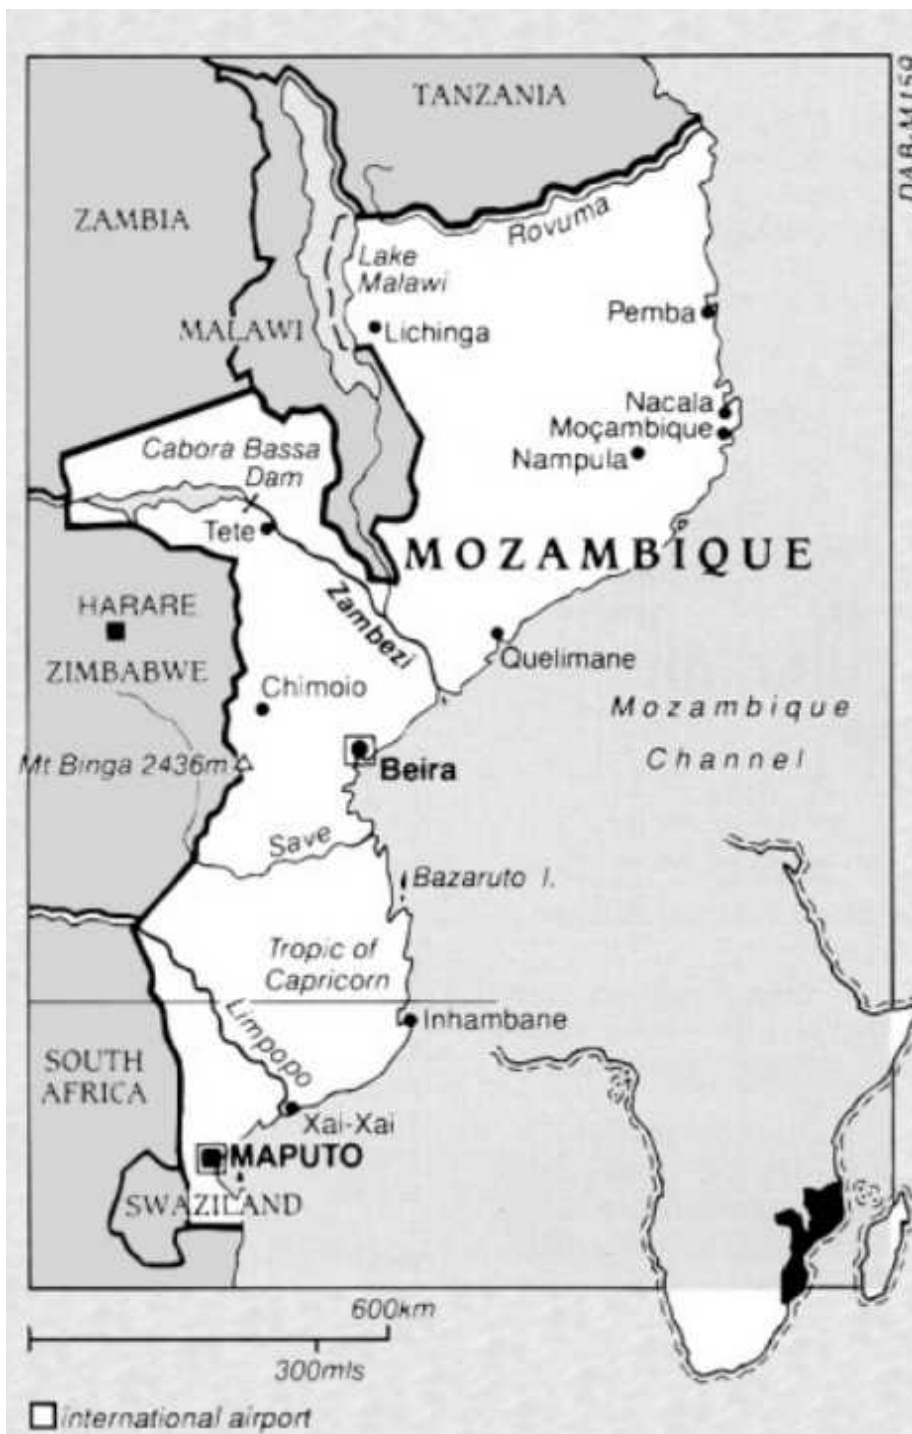 TANZANIA
DAB-M159
ZAMBIA
Rovuma
Lake
Malawi
Pemba
MALAWI
Lichinga
Nacala
Moçambique
Nampula
Cabora Bassa
Dam
Tete
MOZAMBIQUE
HARARE
Zambezi
ZIMBABWE
Quelimane
Chimoio
Mozambique
Channel
Mt Binga 2436m
Beira
Save
Bazaruto I.
Tropic of
Capricorn
Limpopo
Inhambane
SOUTH
AFRICA
Xai-Xai
MAPUTO
SWAZILAND
600km
300mls
international airport